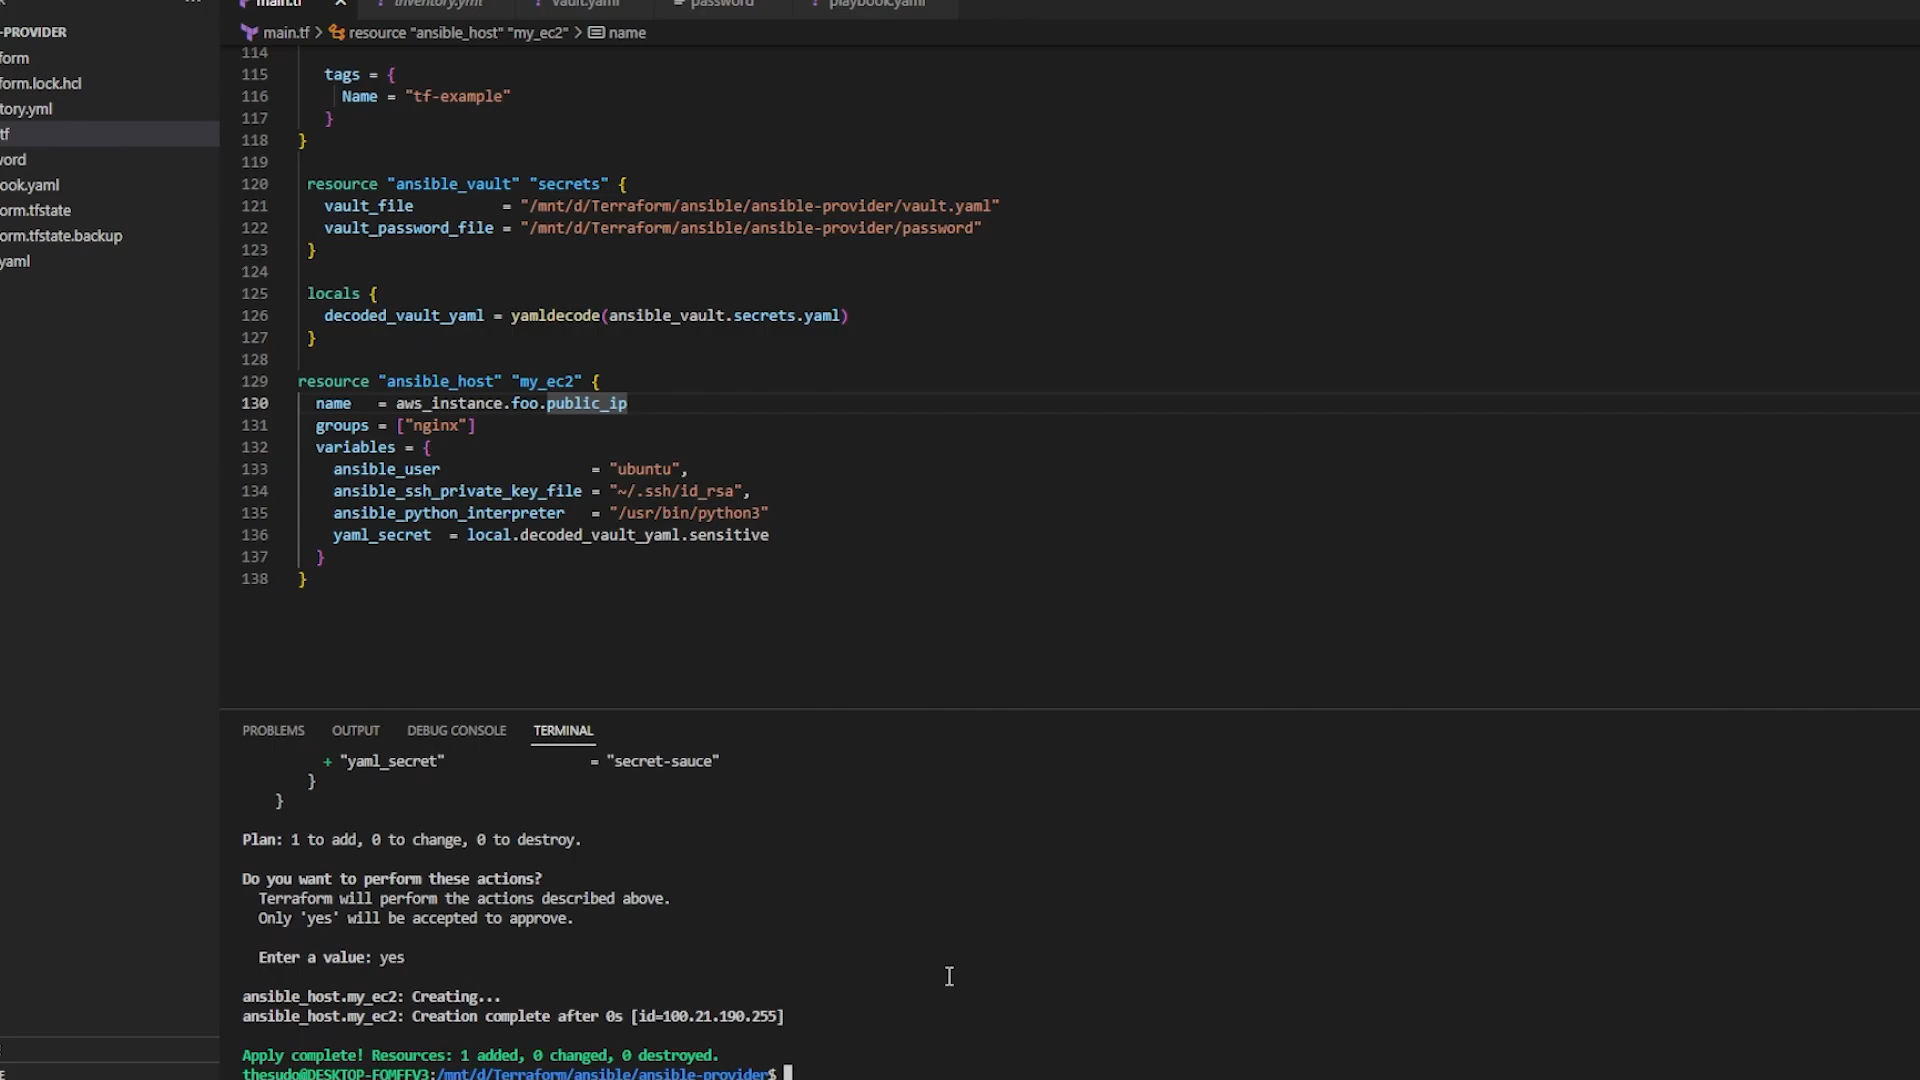 main.tf
inventory.yml
vault.yaml
password
playbook.yaml
-PROVIDER
main.tf > resource "ansible_host" "my_ec2" > name
form
form.lock.hcl
tory.yml
tf
word
ook.yaml
orm.tfstate
orm.tfstate.backup
yaml
114
115 tags = {
116 Name = "tf-example"
117 }
118 }
119
120 resource "ansible_vault" "secrets" {
121 vault_file = "/mnt/d/Terraform/ansible/ansible-provider/vault.yaml"
122 vault_password_file = "/mnt/d/Terraform/ansible/ansible-provider/password"
123 }
124
125 locals {
126 decoded_vault_yaml = yamldecode(ansible_vault.secrets.yaml)
127 }
128
129 resource "ansible_host" "my_ec2" {
130 name = aws_instance.foo.public_ip
131 groups = ["nginx"]
132 variables = {
133 ansible_user = "ubuntu",
134 ansible_ssh_private_key_file = "~/.ssh/id_rsa",
135 ansible_python_interpreter = "/usr/bin/python3"
136 yaml_secret = local.decoded_vault_yaml.sensitive
137 }
138 }
PROBLEMS OUTPUT DEBUG CONSOLE TERMINAL
+ "yaml_secret" = "secret-sauce"
}
}
Plan: 1 to add, 0 to change, 0 to destroy.
Do you want to perform these actions?
Terraform will perform the actions described above.
Only 'yes' will be accepted to approve.
Enter a value: yes
ansible_host.my_ec2: Creating...
ansible_host.my_ec2: Creation complete after 0s [id=100.21.190.255]
Apply complete! Resources: 1 added, 0 changed, 0 destroyed.
thesudo@DESKTOP-FOMFFV3:/mnt/d/Terraform/ansible/ansible-provider$